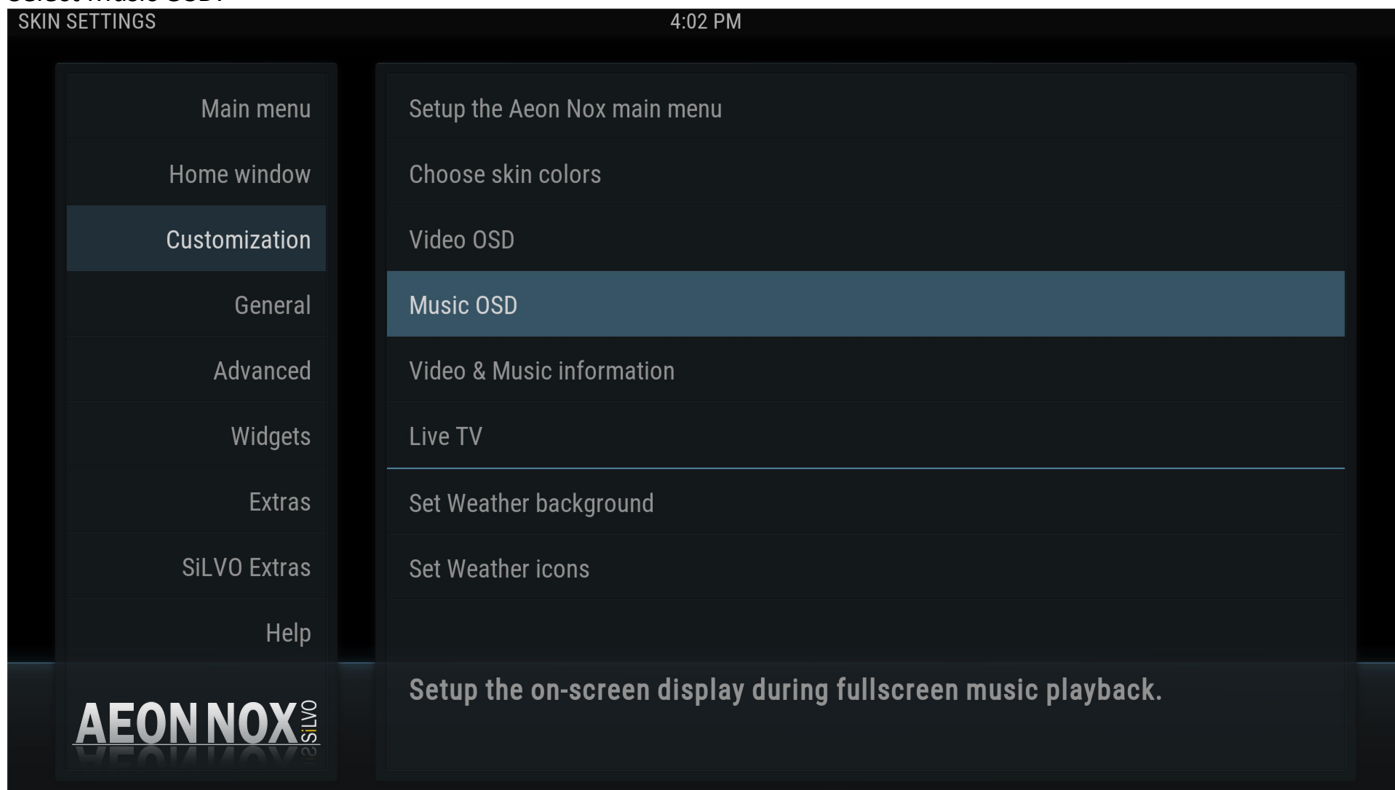 SKIN SETTINGS
4:02 PM
Main menu
Home window
Customization
General
Advanced
Widgets
Extras
SiLVO Extras
Help
Setup the Aeon Nox main menu
Choose skin colors
Video OSD
Music OSD
Video & Music information
Live TV
Set Weather background
Set Weather icons
Setup the on-screen display during fullscreen music playback.
AEON NOX SiLVO